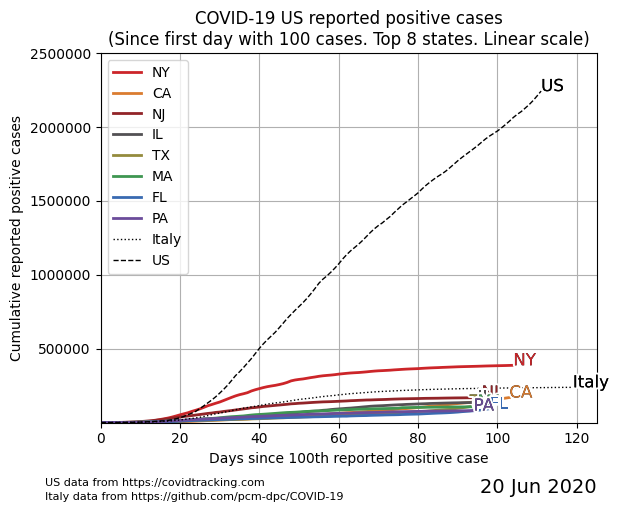 COVID-19 US reported positive cases
(Since first day with 100 cases. Top 8 states. Linear scale)
2500000
2000000
1500000
1000000
500000
0
20
40
60
80
100
120
Cumulative reported positive cases
Days since 100th reported positive case
NY
CA
NJ
IL
TX
MA
FL
PA
Italy
US
US
NY
Italy
CA
PA
US data from https://covidtracking.com
Italy data from https://github.com/pcm-dpc/COVID-19
20 Jun 2020